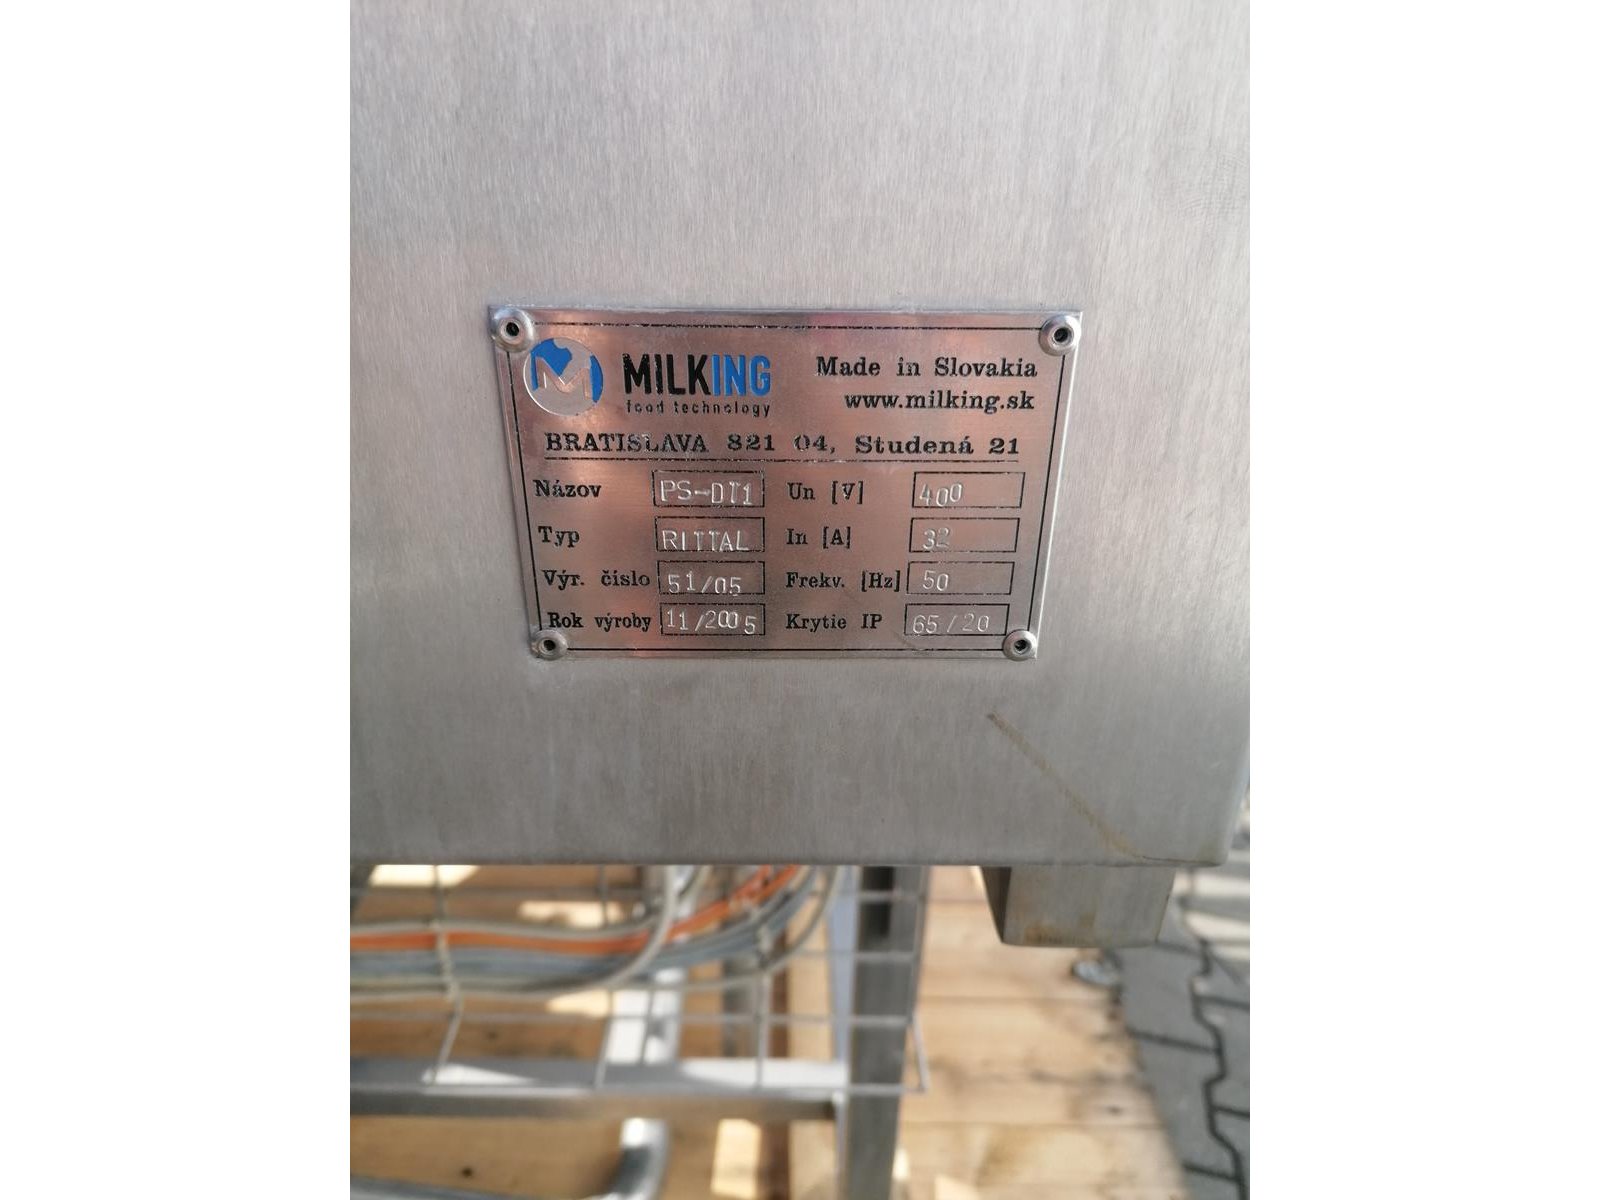 MILKING
food technology
Made in Slovakia
www.milking.sk
BRATISLAVA 821 04, Studená 21
Názov PS-DT1 Un [V] 400
Typ RITTAL In [A] 32
Výr. číslo 51/05 Frekv. [Hz] 50
Rok výroby 11/2005 Krytie IP 65/20